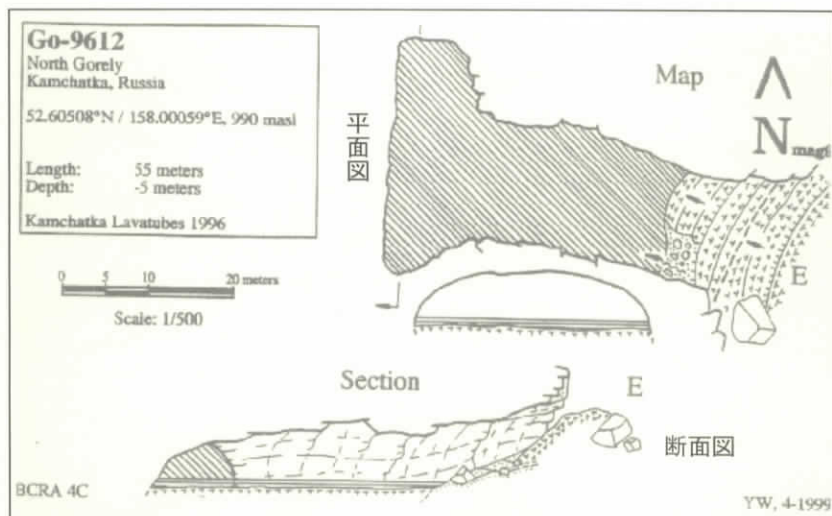 Go-9612
North Gorely
Kamchatka, Russia
52.60508°N / 158.00059°E, 990 masl
Length: 55 meters
Depth: -5 meters
Kamchatka Lavatubes 1996
0 5 10 20 meters
Scale: 1/500
平面図
Map
N
E
Section
E
断面図
BCRA 4C
YW, 4-1999